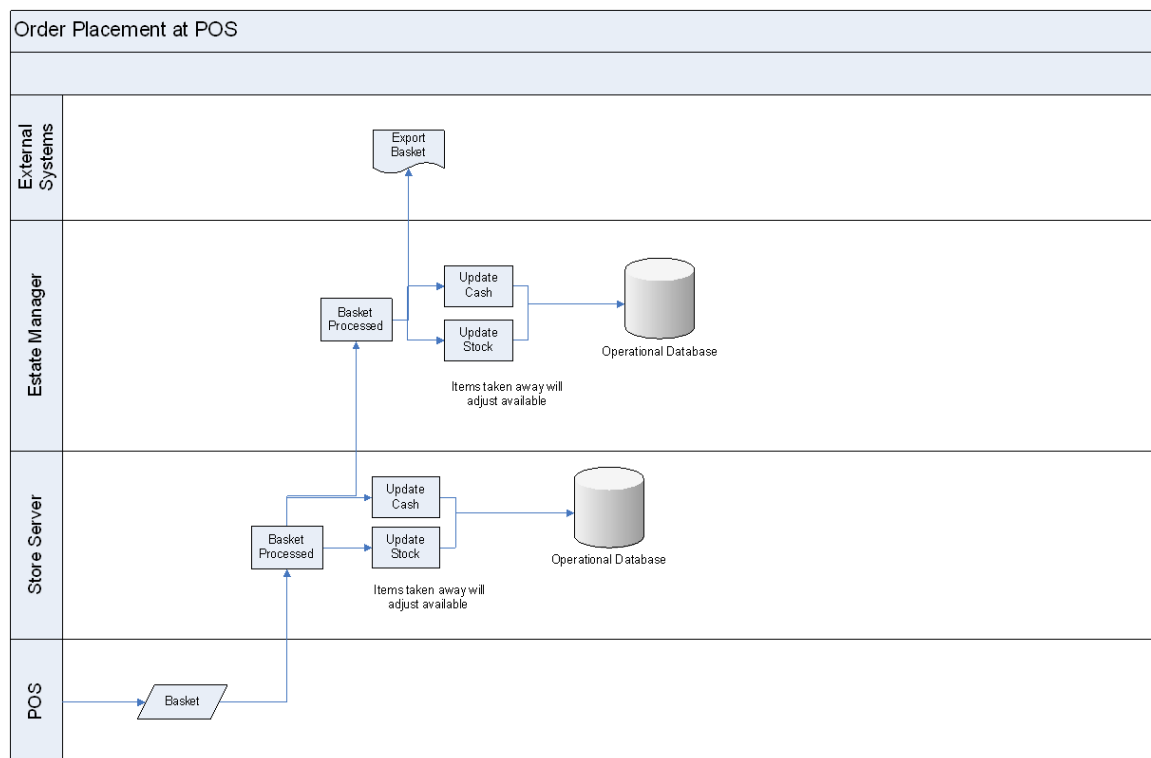 Order Placement at POS
External
Systems
Export
Basket
Estate Manager
Update
Cash
Basket
Processed
Update
Stock
Operational Database
Items taken away will
adjust available
Store Server
Update
Cash
Basket
Processed
Update
Stock
Operational Database
Items taken away will
adjust available
POS
Basket